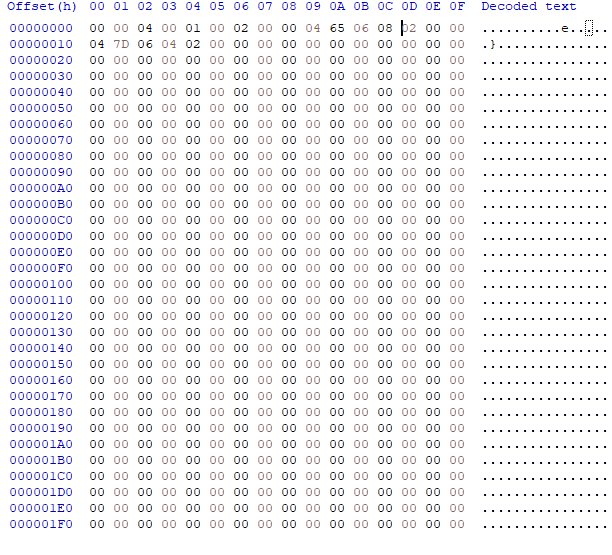 Offset(h) 00 01 02 03 04 05 06 07 08 09 0A 0B 0C 0D 0E 0F Decoded text
00000000 00 00 04 00 01 00 02 00 00 04 65 06 08 02 00 00 ..........e.....
00000010 04 7D 06 04 02 00 00 00 00 00 00 00 00 00 00 00 .}..............
00000020 00 00 00 00 00 00 00 00 00 00 00 00 00 00 00 00 ................
00000030 00 00 00 00 00 00 00 00 00 00 00 00 00 00 00 00 ................
00000040 00 00 00 00 00 00 00 00 00 00 00 00 00 00 00 00 ................
00000050 00 00 00 00 00 00 00 00 00 00 00 00 00 00 00 00 ................
00000060 00 00 00 00 00 00 00 00 00 00 00 00 00 00 00 00 ................
00000070 00 00 00 00 00 00 00 00 00 00 00 00 00 00 00 00 ................
00000080 00 00 00 00 00 00 00 00 00 00 00 00 00 00 00 00 ................
00000090 00 00 00 00 00 00 00 00 00 00 00 00 00 00 00 00 ................
000000A0 00 00 00 00 00 00 00 00 00 00 00 00 00 00 00 00 ................
000000B0 00 00 00 00 00 00 00 00 00 00 00 00 00 00 00 00 ................
000000C0 00 00 00 00 00 00 00 00 00 00 00 00 00 00 00 00 ................
000000D0 00 00 00 00 00 00 00 00 00 00 00 00 00 00 00 00 ................
000000E0 00 00 00 00 00 00 00 00 00 00 00 00 00 00 00 00 ................
000000F0 00 00 00 00 00 00 00 00 00 00 00 00 00 00 00 00 ................
00000100 00 00 00 00 00 00 00 00 00 00 00 00 00 00 00 00 ................
00000110 00 00 00 00 00 00 00 00 00 00 00 00 00 00 00 00 ................
00000120 00 00 00 00 00 00 00 00 00 00 00 00 00 00 00 00 ................
00000130 00 00 00 00 00 00 00 00 00 00 00 00 00 00 00 00 ................
00000140 00 00 00 00 00 00 00 00 00 00 00 00 00 00 00 00 ................
00000150 00 00 00 00 00 00 00 00 00 00 00 00 00 00 00 00 ................
00000160 00 00 00 00 00 00 00 00 00 00 00 00 00 00 00 00 ................
00000170 00 00 00 00 00 00 00 00 00 00 00 00 00 00 00 00 ................
00000180 00 00 00 00 00 00 00 00 00 00 00 00 00 00 00 00 ................
00000190 00 00 00 00 00 00 00 00 00 00 00 00 00 00 00 00 ................
000001A0 00 00 00 00 00 00 00 00 00 00 00 00 00 00 00 00 ................
000001B0 00 00 00 00 00 00 00 00 00 00 00 00 00 00 00 00 ................
000001C0 00 00 00 00 00 00 00 00 00 00 00 00 00 00 00 00 ................
000001D0 00 00 00 00 00 00 00 00 00 00 00 00 00 00 00 00 ................
000001E0 00 00 00 00 00 00 00 00 00 00 00 00 00 00 00 00 ................
000001F0 00 00 00 00 00 00 00 00 00 00 00 00 00 00 00 00 ................